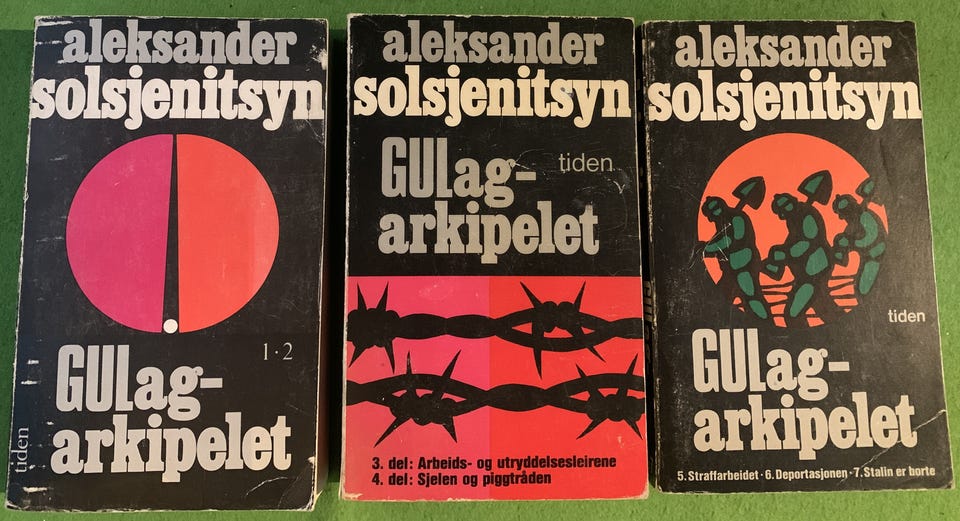 aleksander
solsjenitsyn
1·2
GULag-
arkipelet
tiden
aleksander
solsjenitsyn
GULag-
tiden
arkipelet
3. del: Arbeids- og utryddelsesleirene
4. del: Sjelen og piggtråden
aleksander
solsjenitsyn
tiden
GULag-
arkipelet
5. Straffarbeidet · 6. Deportasjonen · 7. Stalin er borte